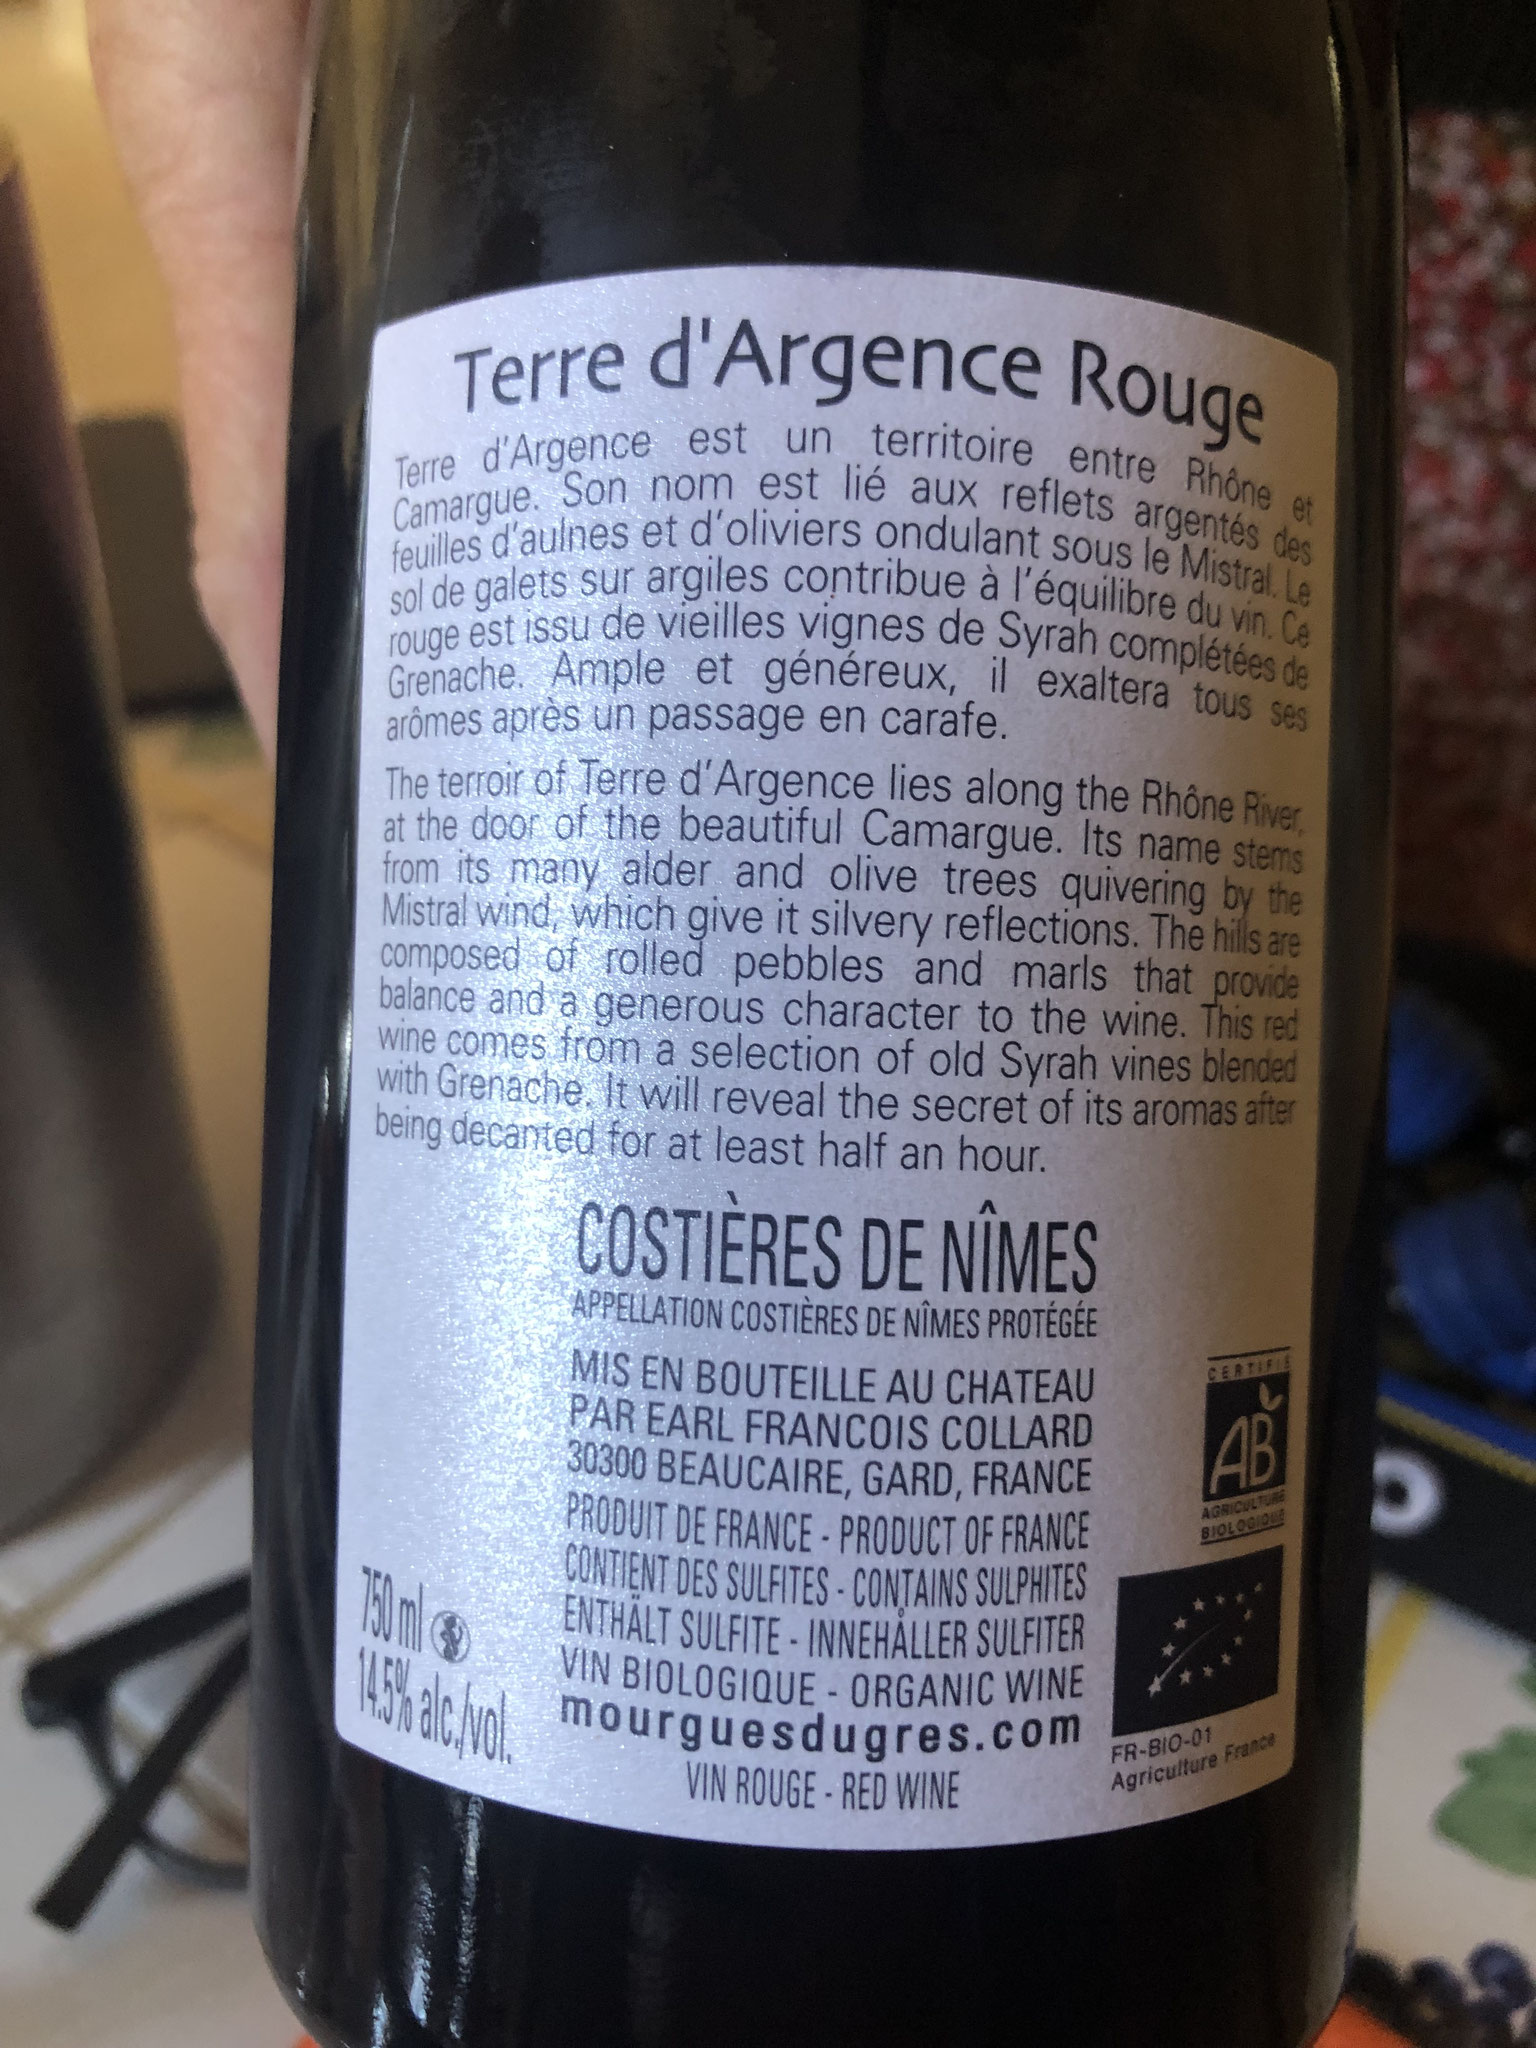 Terre d'Argence Rouge
Terre d'Argence est un territoire entre Rhône et
Camargue. Son nom est lié aux reflets argentés des
feuilles d'aulnes et d'oliviers ondulant sous le Mistral. Le
sol de galets sur argiles contribue à l'équilibre du vin. Ce
rouge est issu de vieilles vignes de Syrah complétées de
Grenache. Ample et généreux, il exaltera tous ses
arômes après un passage en carafe.
The terroir of Terre d'Argence lies along the Rhône River,
at the door of the beautiful Camargue. Its name stems
from its many alder and olive trees quivering by the
Mistral wind, which give it silvery reflections. The hills are
composed of rolled pebbles and marls that provide
balance and a generous character to the wine. This red
wine comes from a selection of old Syrah vines blended
with Grenache. It will reveal the secret of its aromas after
being decanted for at least half an hour.
COSTIÈRES DE NÎMES
APPELLATION COSTIÈRES DE NÎMES PROTÉGÉE
MIS EN BOUTEILLE AU CHATEAU
PAR EARL FRANCOIS COLLARD
30300 BEAUCAIRE, GARD, FRANCE
PRODUIT DE FRANCE - PRODUCT OF FRANCE
CONTIENT DES SULFITES - CONTAINS SULPHITES
ENTHÄLT SULFITE - INNEHÅLLER SULFITER
VIN BIOLOGIQUE - ORGANIC WINE
mourguesdugres.com
VIN ROUGE - RED WINE
750 ml
14.5% alc./vol.
CERTIFIÉ
AB
AGRICULTURE
BIOLOGIQUE
FR-BIO-01
Agriculture France